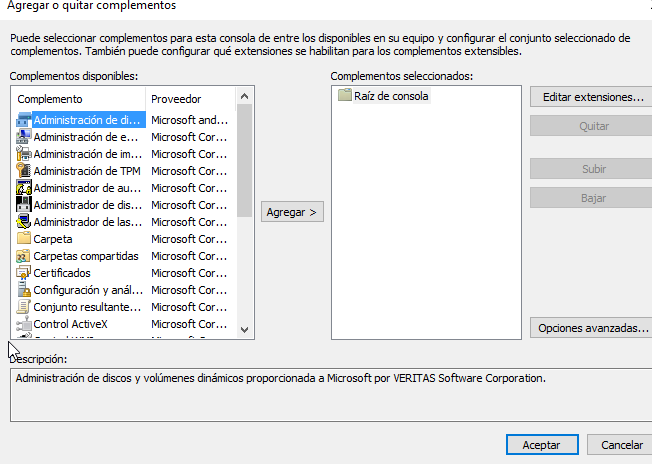 Agregar o quitar complementos
Puede seleccionar complementos para esta consola de entre los disponibles en su equipo y configurar el conjunto seleccionado de
complementos. También puede configurar qué extensiones se habilitan para los complementos extensibles.
Complementos disponibles:
Complementos seleccionados:
Complemento Proveedor
Administración de di... Microsoft and...
Administración de e... Microsoft Cor...
Administración de im... Microsoft Cor...
Administración de TPM Microsoft Cor...
Administrador de au... Microsoft Cor...
Administrador de dis... Microsoft Cor...
Administrador de las... Microsoft Cor...
Carpeta Microsoft Cor...
Carpetas compartidas Microsoft Cor...
Certificados Microsoft Cor...
Configuración y anál... Microsoft Cor...
Conjunto resultante... Microsoft Cor...
Control ActiveX Microsoft Cor...
Agregar >
Raíz de consola
Editar extensiones...
Quitar
Subir
Bajar
Opciones avanzadas...
Descripción:
Administración de discos y volúmenes dinámicos proporcionada a Microsoft por VERITAS Software Corporation.
Aceptar Cancelar